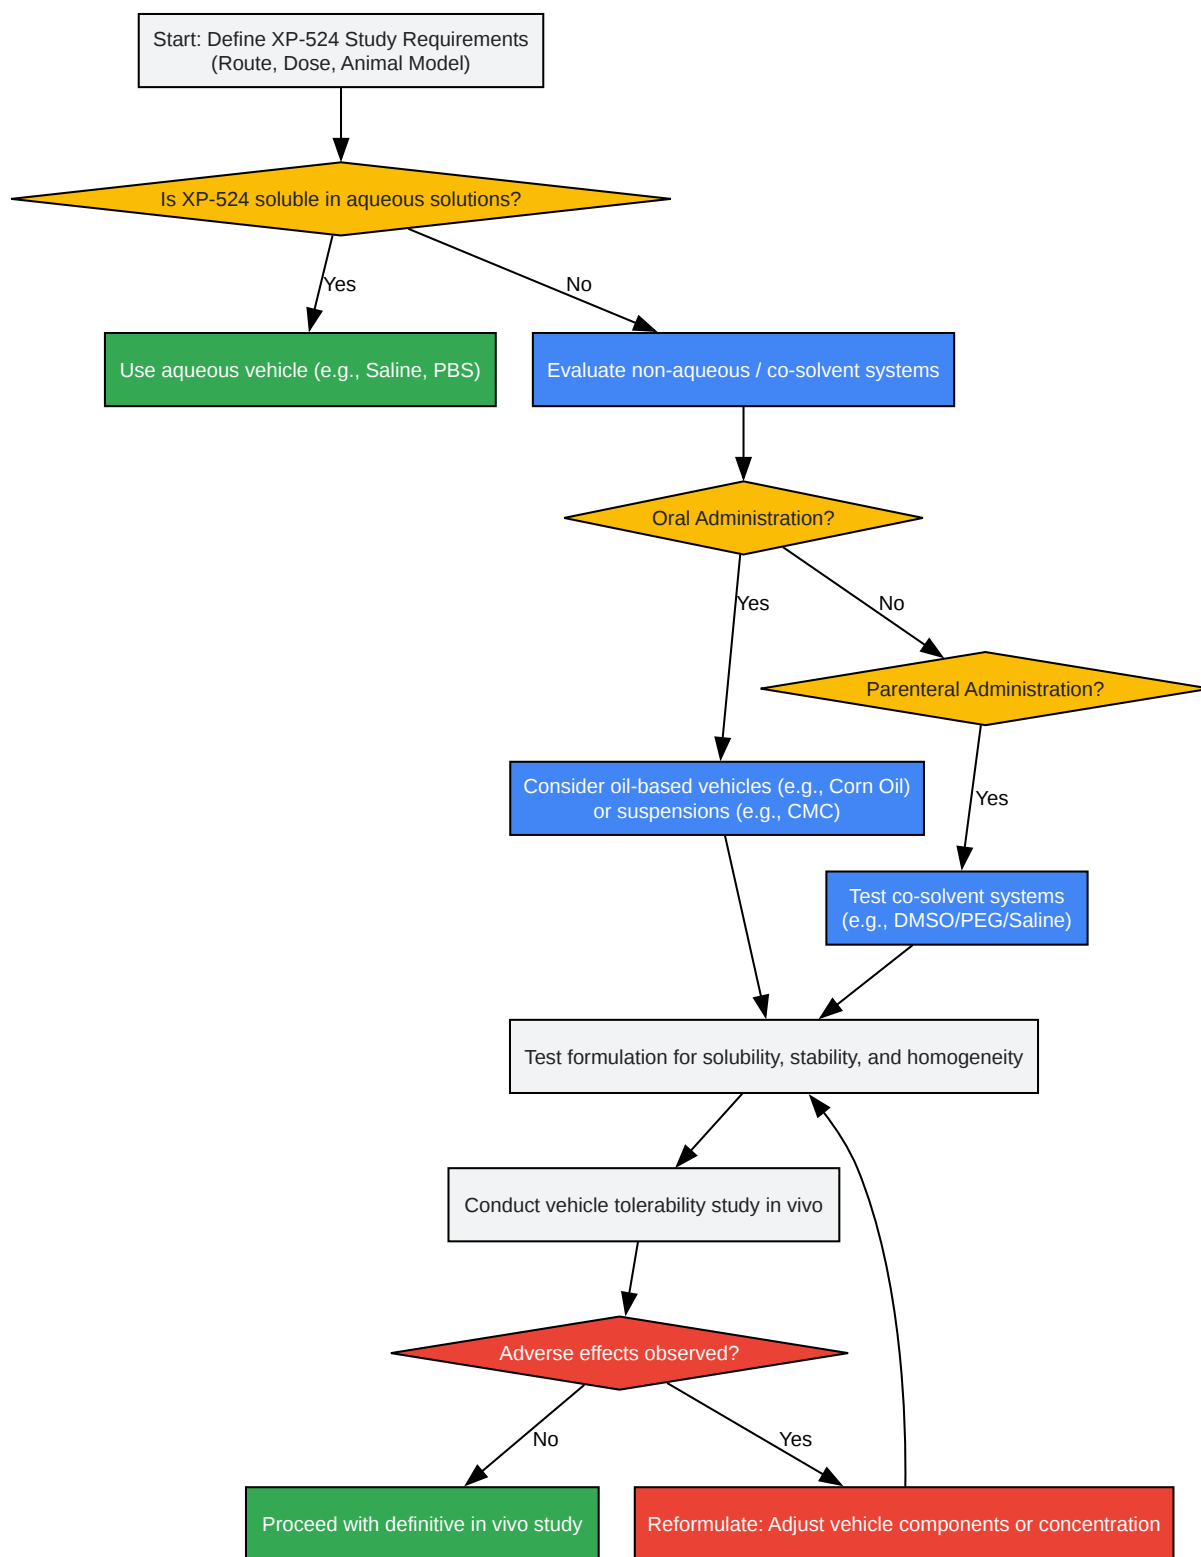 Start: Define XP-524 Study Requirements
(Route, Dose, Animal Model)
Is XP-524 soluble in aqueous solutions?
Yes
No
Use aqueous vehicle (e.g., Saline, PBS)
Evaluate non-aqueous / co-solvent systems
Oral Administration?
Yes
No
Parenteral Administration?
Consider oil-based vehicles (e.g., Corn Oil)
or suspensions (e.g., CMC)
Yes
Test co-solvent systems
(e.g., DMSO/PEG/Saline)
Test formulation for solubility, stability, and homogeneity
Conduct vehicle tolerability study in vivo
Adverse effects observed?
No
Yes
Proceed with definitive in vivo study
Reformulate: Adjust vehicle components or concentration